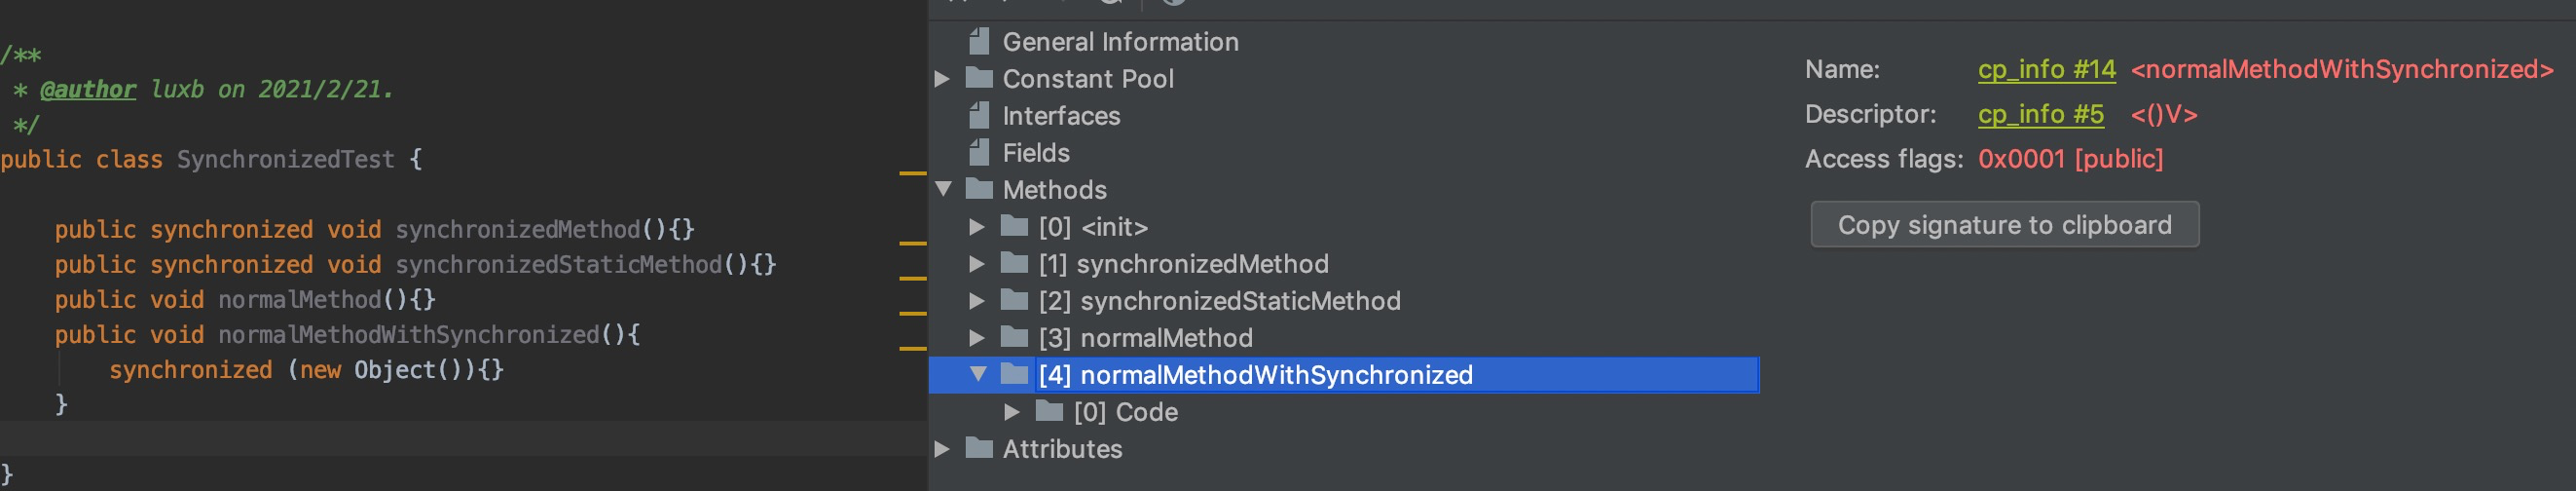 /**
* @author luxb on 2021/2/21.
*/
public class SynchronizedTest {
public synchronized void synchronizedMethod(){}
public synchronized void synchronizedStaticMethod(){}
public void normalMethod(){}
public void normalMethodWithSynchronized(){
synchronized (new Object()){}
}
}
General Information
Constant Pool
Interfaces
Fields
Methods
[0] <init>
[1] synchronizedMethod
[2] synchronizedStaticMethod
[3] normalMethod
[4] normalMethodWithSynchronized
[0] Code
Attributes
Name: cp_info #14 <normalMethodWithSynchronized>
Descriptor: cp_info #5 <()V>
Access flags: 0x0001 [public]
Copy signature to clipboard